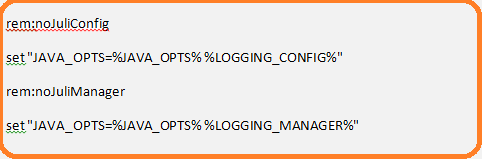 rem:noJuliConfig
set "JAVA_OPTS=%JAVA_OPTS% %LOGGING_CONFIG%"
rem:noJuliManager
set "JAVA_OPTS=%JAVA_OPTS% %LOGGING_MANAGER%"